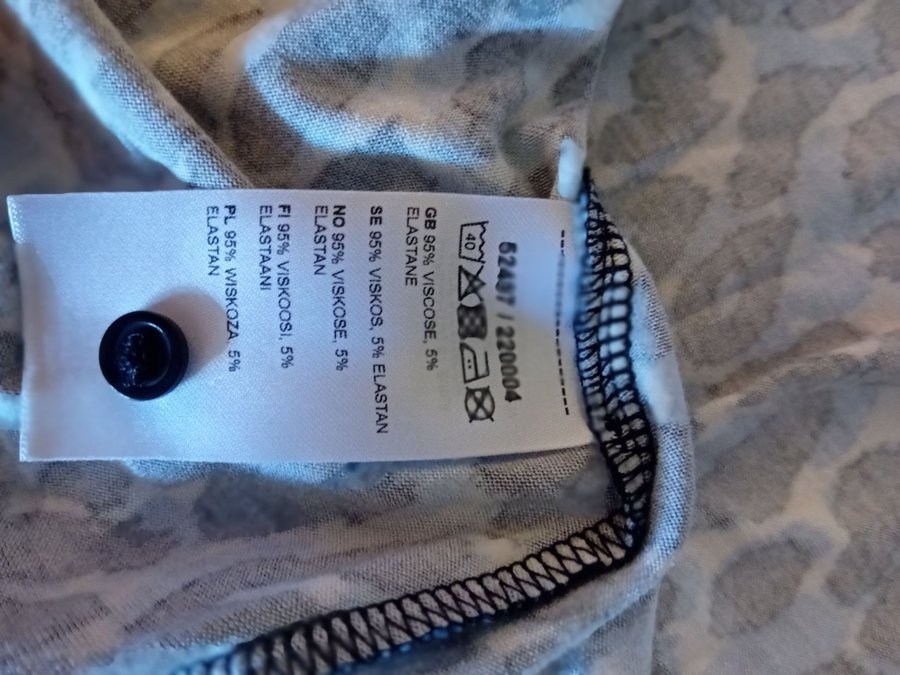 52497 / 220004
40
GB 95% VISCOSE, 5%
ELASTANE
SE 95% VISKOS, 5% ELASTAN
NO 95% VISKOSE, 5%
ELASTAN
FI 95% VISKOOSI, 5%
ELASTAANI
PL 95% WISKOZA, 5%
ELASTAN